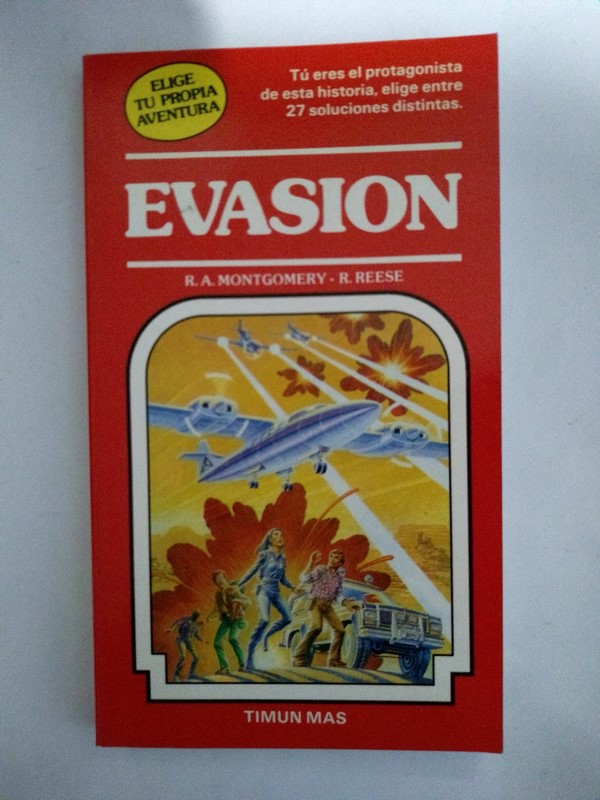 ELIGE
TU PROPIA
AVENTURA
Tú eres el protagonista
de esta historia, elige entre
27 soluciones distintas.
EVASION
R. A. MONTGOMERY - R. REESE
TIMUN MAS